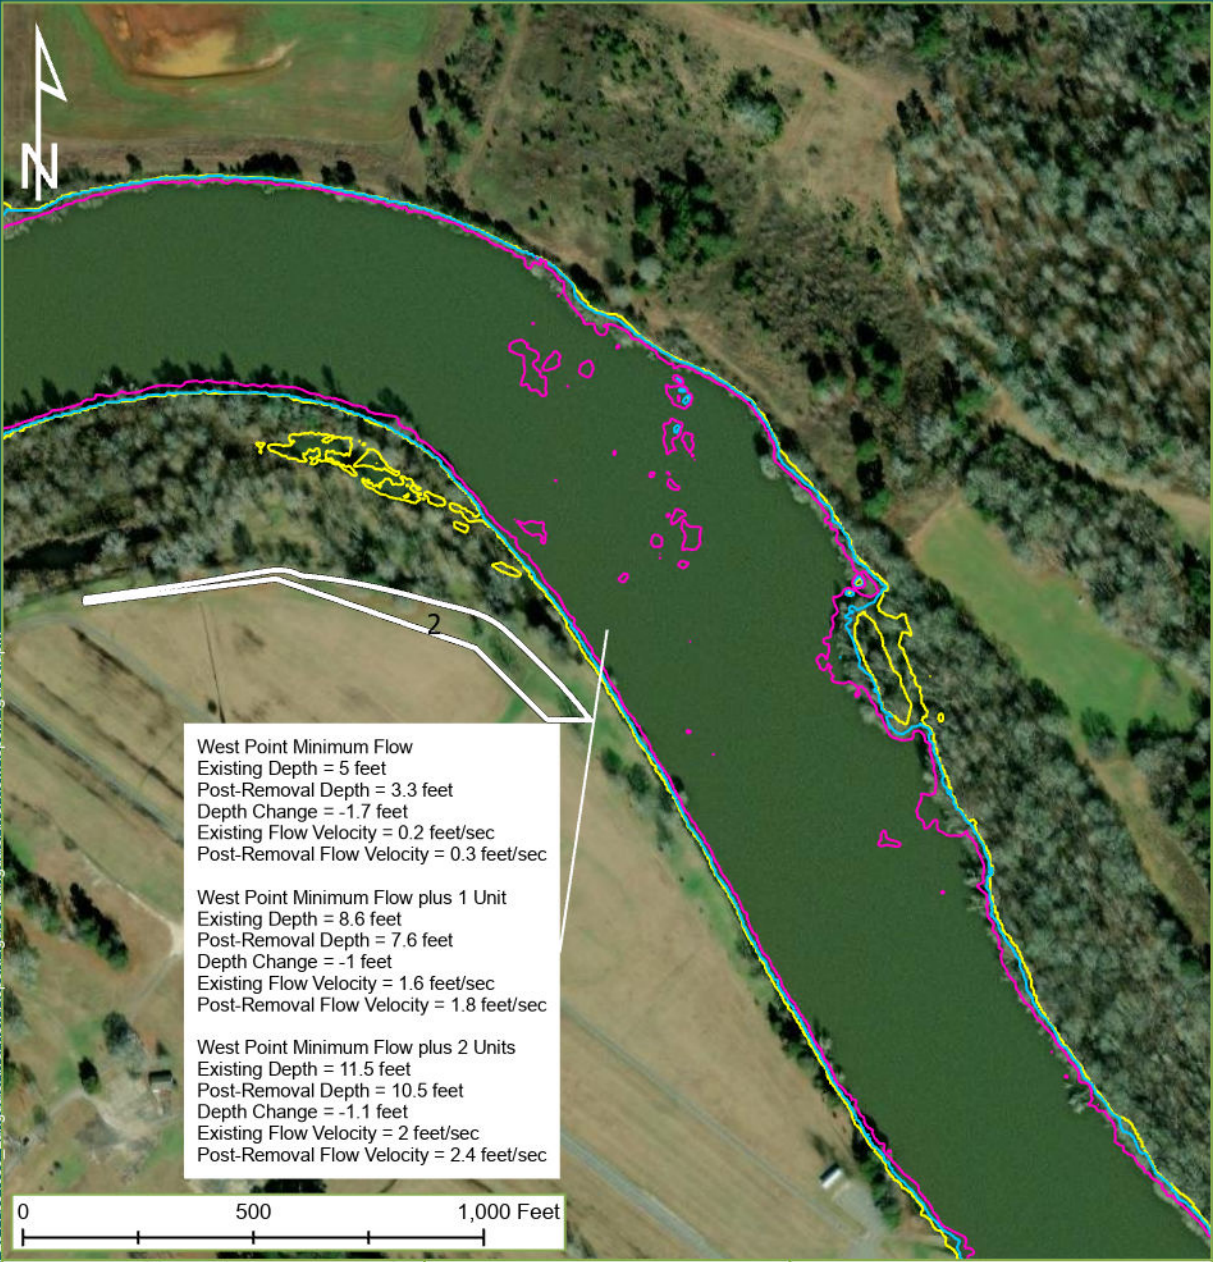 N
2
West Point Minimum Flow
Existing Depth = 5 feet
Post-Removal Depth = 3.3 feet
Depth Change = -1.7 feet
Existing Flow Velocity = 0.2 feet/sec
Post-Removal Flow Velocity = 0.3 feet/sec
West Point Minimum Flow plus 1 Unit
Existing Depth = 8.6 feet
Post-Removal Depth = 7.6 feet
Depth Change = -1 feet
Existing Flow Velocity = 1.6 feet/sec
Post-Removal Flow Velocity = 1.8 feet/sec
West Point Minimum Flow plus 2 Units
Existing Depth = 11.5 feet
Post-Removal Depth = 10.5 feet
Depth Change = -1.1 feet
Existing Flow Velocity = 2 feet/sec
Post-Removal Flow Velocity = 2.4 feet/sec
0 500 1,000 Feet